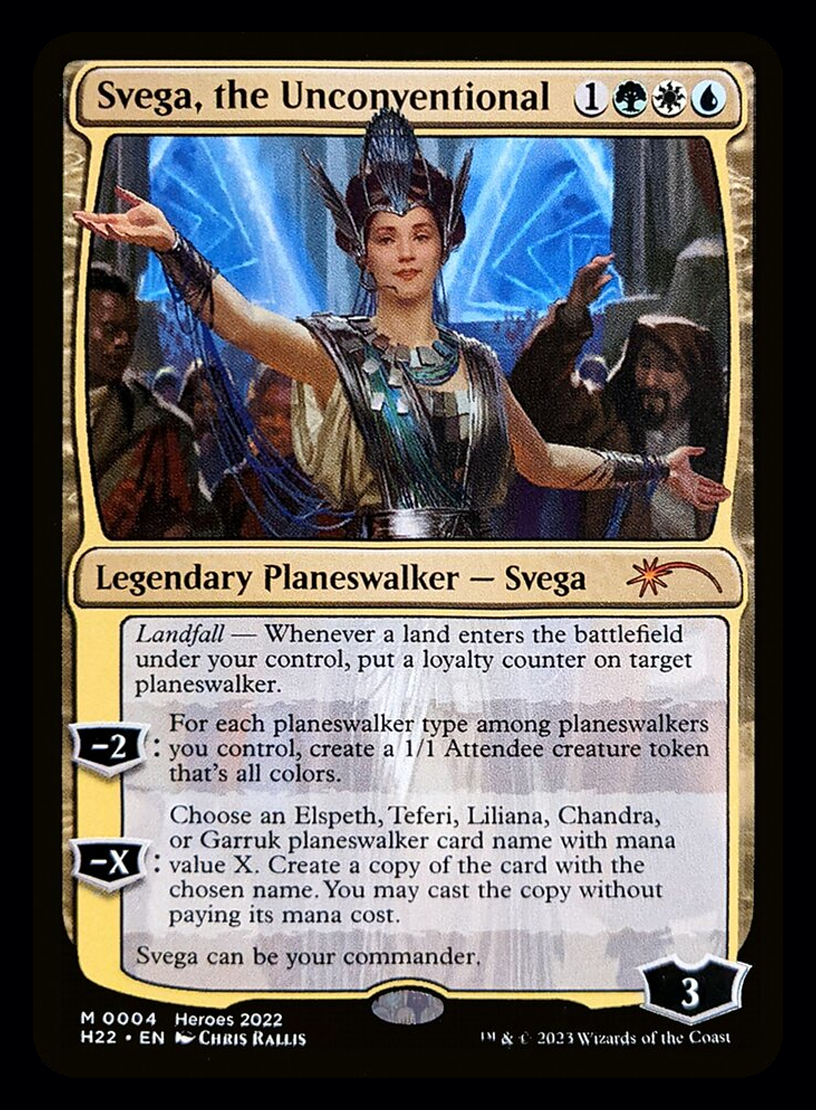 Svega, the Unconventional 1
Legendary Planeswalker — Svega
Landfall — Whenever a land enters the battlefield
under your control, put a loyalty counter on target
planeswalker.
For each planeswalker type among planeswalkers
−2: you control, create a 1/1 Attendee creature token
that's all colors.
Choose an Elspeth, Teferi, Liliana, Chandra,
or Garruk planeswalker card name with mana
−X: value X. Create a copy of the card with the
chosen name. You may cast the copy without
paying its mana cost.
Svega can be your commander.
3
M 0004 Heroes 2022
H22 • EN Chris Rallis
™ & © 2023 Wizards of the Coast